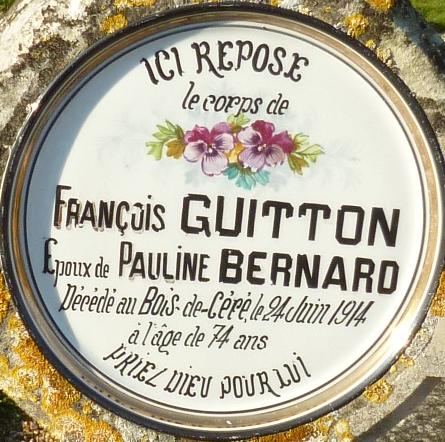 ICI REPOSE
le corps de
FRANÇOIS GUITTON
Epoux de PAULINE BERNARD
Décédé au BOIS-de-CÉRÉ, le 24 Juin 1914
à l'âge de 74 ans
PRIEZ DIEU POUR LUI